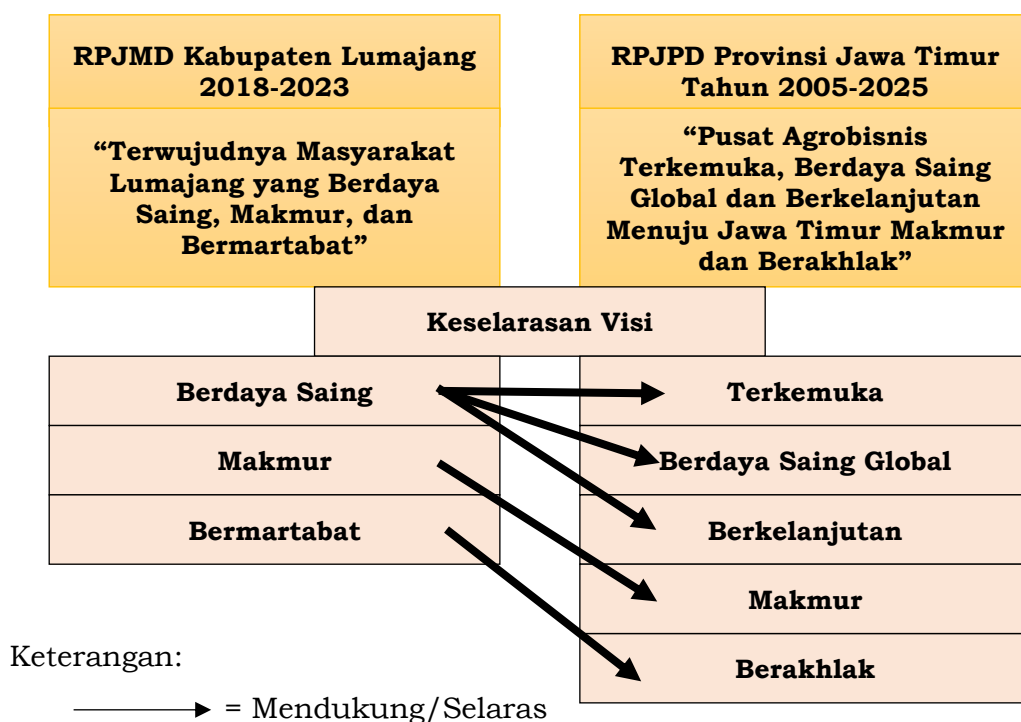 RPJMD Kabupaten Lumajang
2018-2023
“Terwujudnya Masyarakat
Lumajang yang Berdaya
Saing, Makmur, dan
Bermartabat”
RPJPD Provinsi Jawa Timur
Tahun 2005-2025
“Pusat Agrobisnis
Terkemuka, Berdaya Saing
Global dan Berkelanjutan
Menuju Jawa Timur Makmur
dan Berakhlak”
Keselarasan Visi
Berdaya Saing
Makmur
Bermartabat
Terkemuka
Berdaya Saing Global
Berkelanjutan
Makmur
Berakhlak
Keterangan:
= Mendukung/Selaras